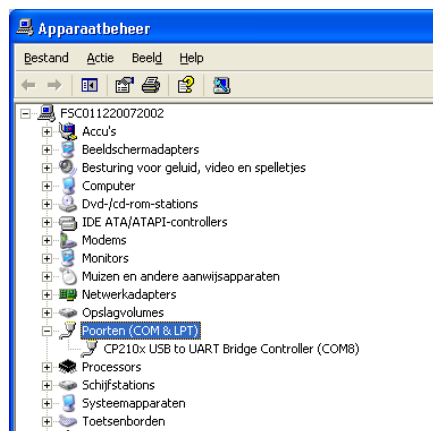 Apparaatbeheer
Bestand Actie Beeld Help
FSC011220072002
Accu's
Beeldschermadapters
Besturing voor geluid, video en spelletjes
Computer
Dvd-/cd-rom-stations
IDE ATA/ATAPI-controllers
Modems
Monitors
Muizen en andere aanwijsapparaten
Netwerkadapters
Opslagvolumes
Poorten (COM & LPT)
CP210x USB to UART Bridge Controller (COM8)
Processors
Schijfstations
Systeemapparaten
Toetsenborden